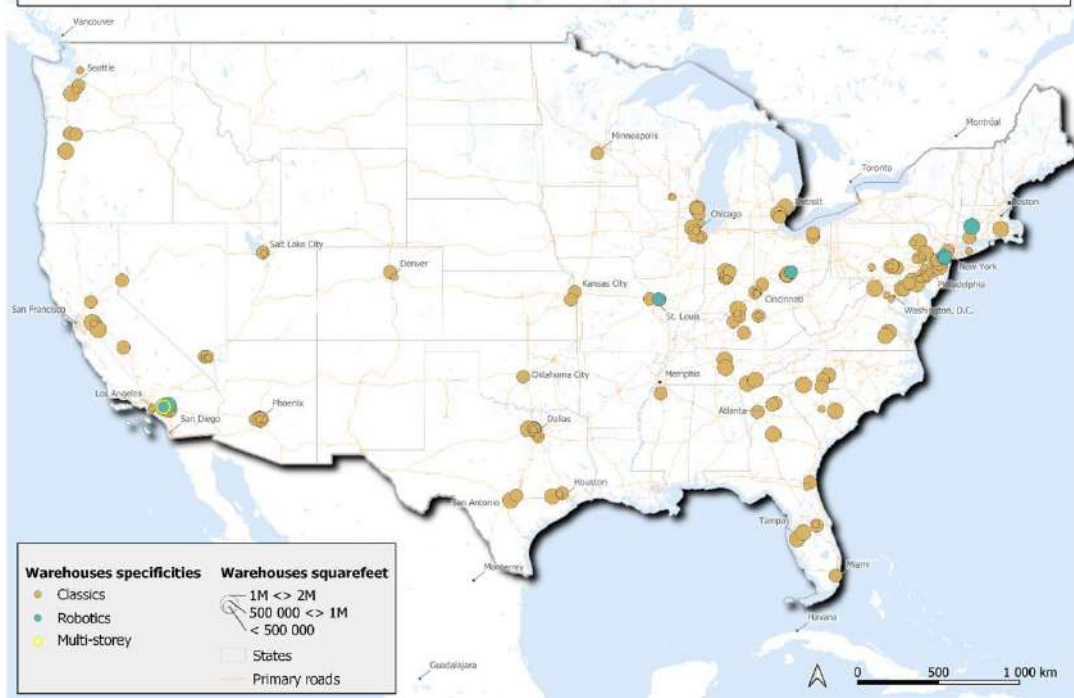 Vancouver
Seattle
Minneapolis
Montréal
Toronto
Boston
Detroit
Chicago
Salt Lake City
Denver
New York
Philadelphia
Kansas City
Cincinnati
San Francisco
St. Louis
Washington, D.C.
Los Angeles
Oklahoma City
Memphis
San Diego
Phoenix
Atlanta
Dallas
San Antonio
Houston
Tampa
Miami
Monterrey
Havana
Guadalajara
Warehouses specificities
Classics
Robotics
Multi-storey
Warehouses squarefeet
1M <> 2M
500 000 <> 1M
< 500 000
States
Primary roads
0 500 1 000 km